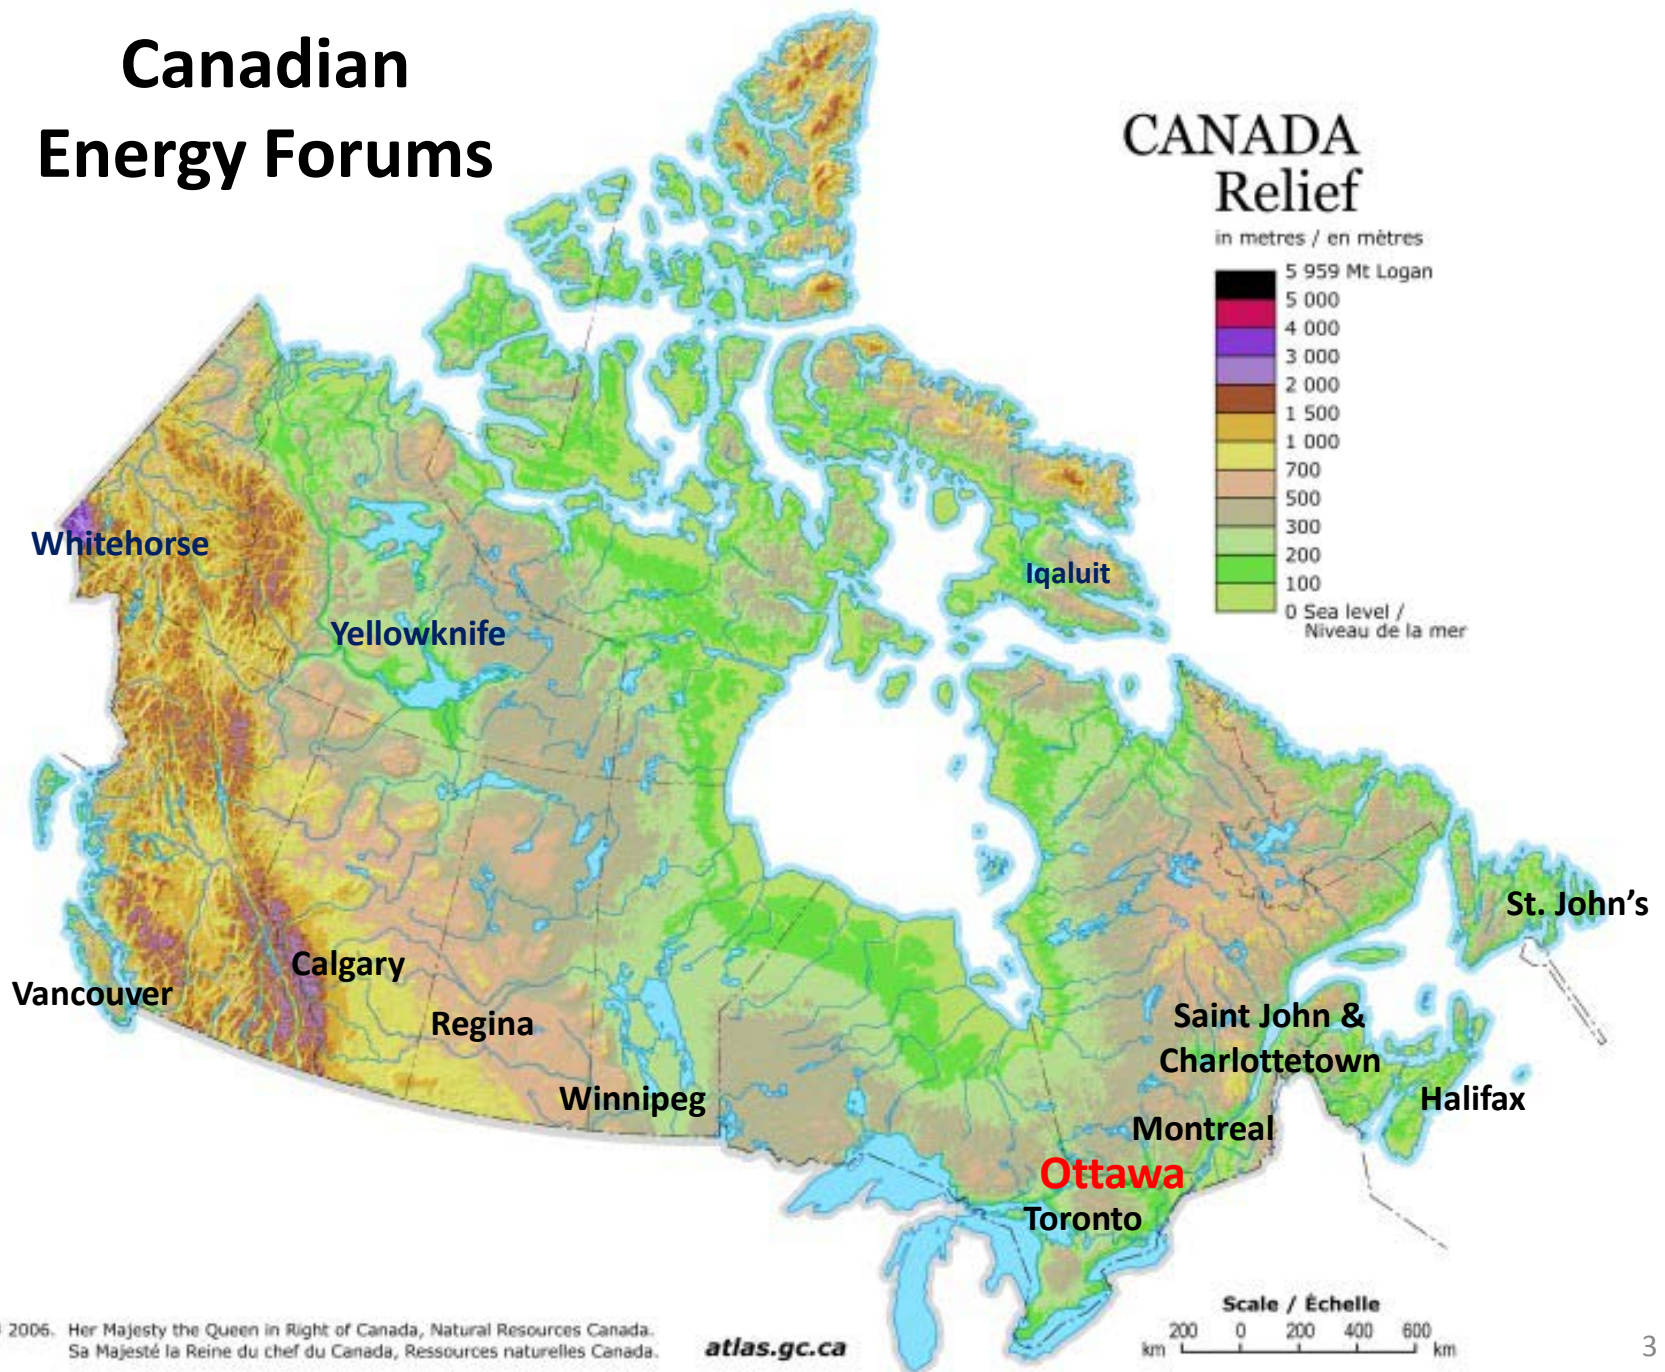 Canadian
Energy Forums
CANADA
Relief
in metres / en mètres
5 959 Mt Logan
5 000
4 000
3 000
2 000
1 500
1 000
700
500
300
200
100
0 Sea level /
Niveau de la mer
Whitehorse
Yellowknife
Iqaluit
St. John’s
Calgary
Vancouver
Regina
Saint John &
Charlottetown
Winnipeg
Halifax
Montreal
Ottawa
Toronto
Scale / Échelle
200 0 200 400 600
km km
2006. Her Majesty the Queen in Right of Canada, Natural Resources Canada.
Sa Majesté la Reine du chef du Canada, Ressources naturelles Canada.
atlas.gc.ca
3